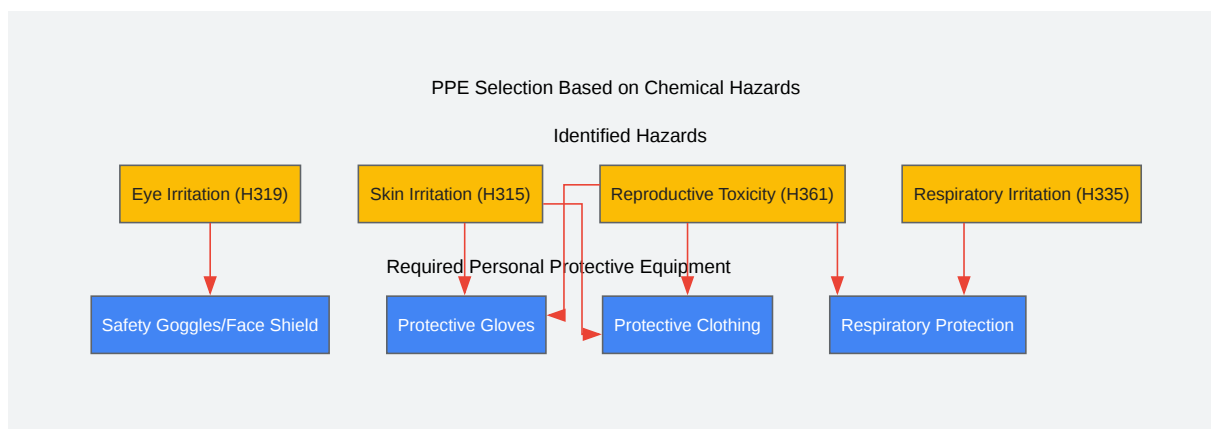 PPE Selection Based on Chemical Hazards
Identified Hazards
Eye Irritation (H319)
Skin Irritation (H315)
Reproductive Toxicity (H361)
Respiratory Irritation (H335)
Required Personal Protective Equipment
Safety Goggles/Face Shield
Protective Gloves
Protective Clothing
Respiratory Protection